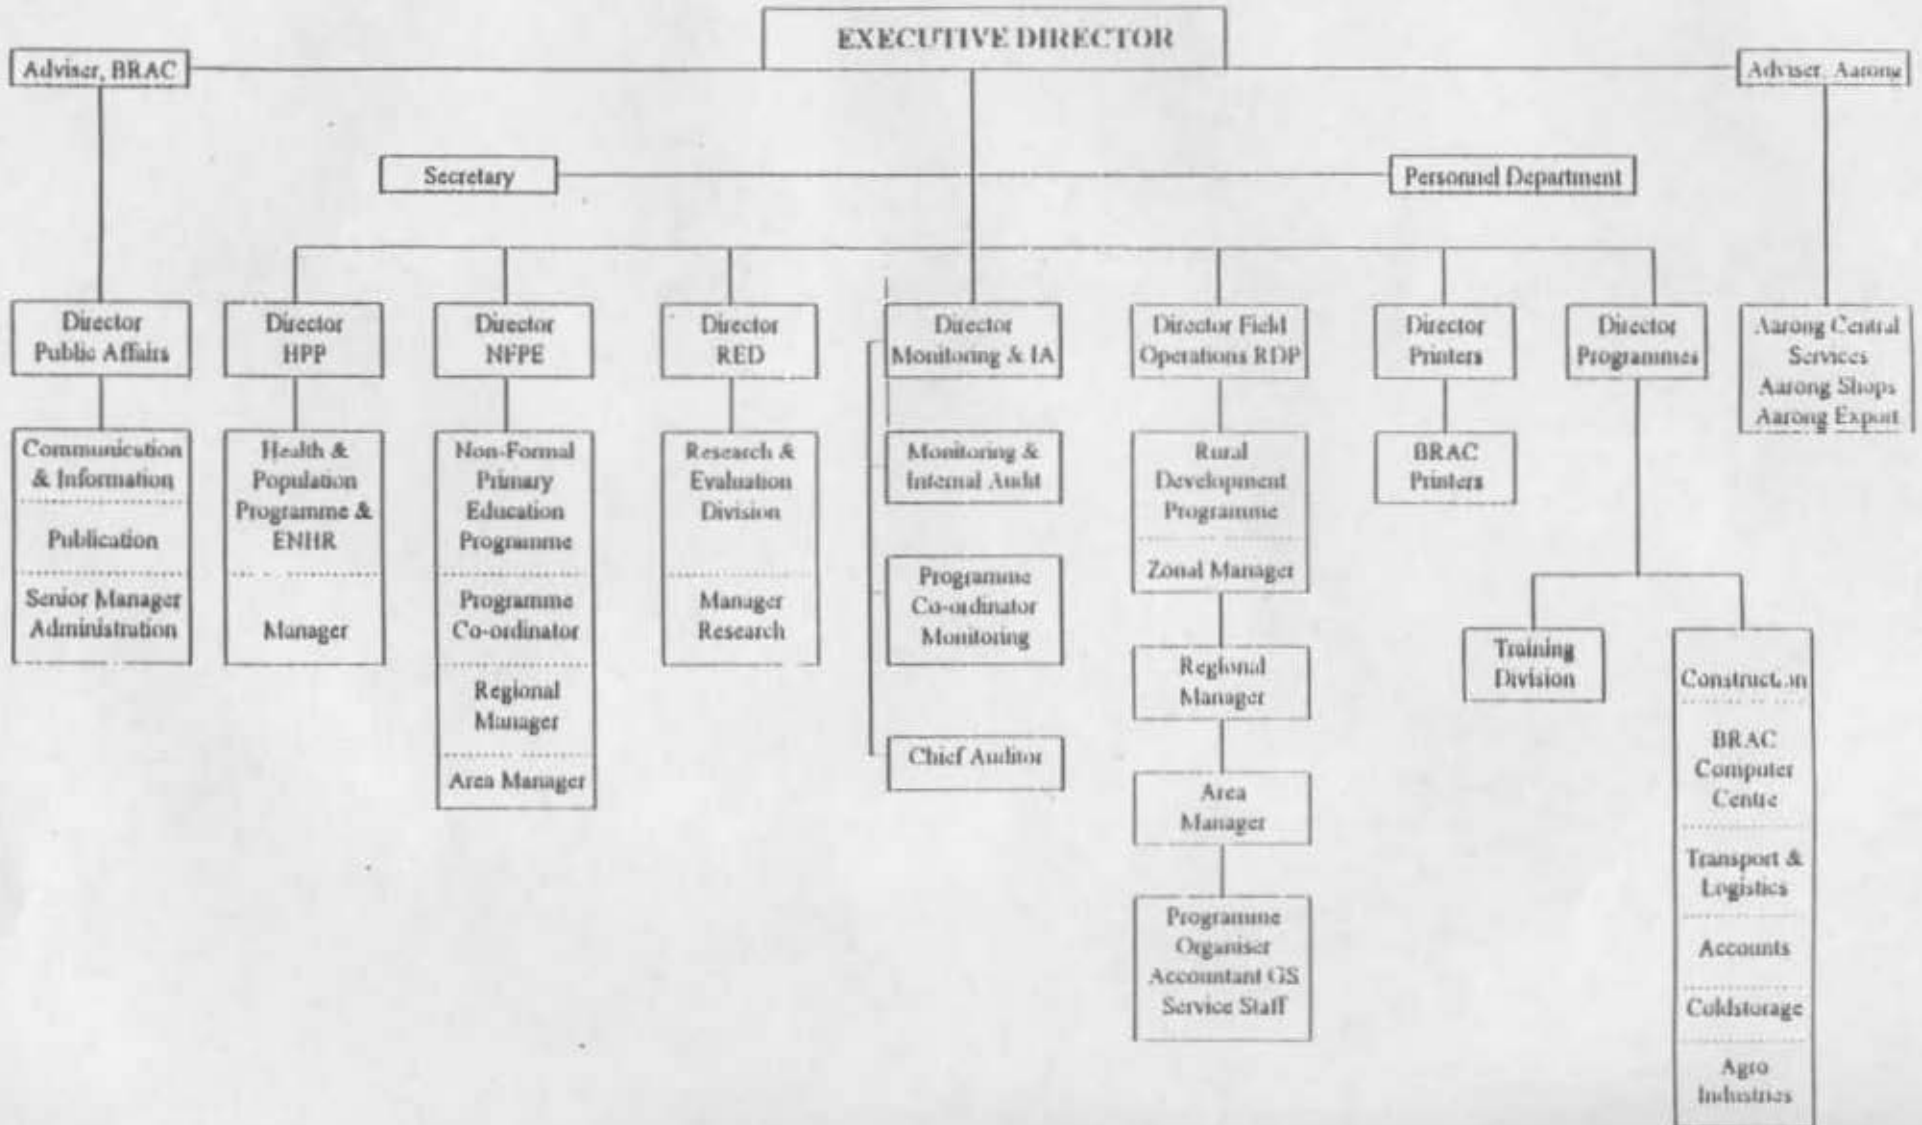 EXECUTIVE DIRECTOR
Adviser, BRAC
Adviser, Aarong
Secretary
Personnel Department
Director
Public Affairs
Director
HPP
Director
NFPE
Director
RED
Director
Monitoring & IA
Director Field
Operations RDP
Director
Printers
Director
Programmes
Aarong Central
Services
Aarong Shops
Aarong Export
Communication
& Information
Publication
Senior Manager
Administration
Health &
Population
Programme &
ENHR
Manager
Non-Formal
Primary
Education
Programme
Programme
Co-ordinator
Regional
Manager
Area Manager
Research &
Evaluation
Division
Manager
Research
Monitoring &
Internal Audit
Programme
Co-ordinator
Monitoring
Chief Auditor
Rural
Development
Programme
Zonal Manager
Regional
Manager
Area
Manager
Programme
Organiser
Accountant GS
Service Staff
BRAC
Printers
Training
Division
Construction
BRAC
Computer
Centre
Transport &
Logistics
Accounts
Coldstorage
Agro
Industries